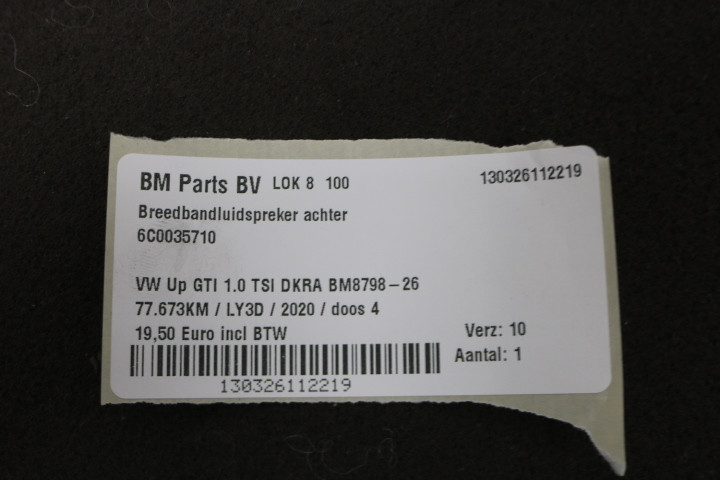 BM Parts BV LOK 8 100 130326112219
Breedbandluidspreker achter
6C0035710
VW Up GTI 1.0 TSI DKRA BM8798-26
77.673KM / LY3D / 2020 / doos 4
19,50 Euro incl BTW Verz: 10
Aantal: 1
130326112219